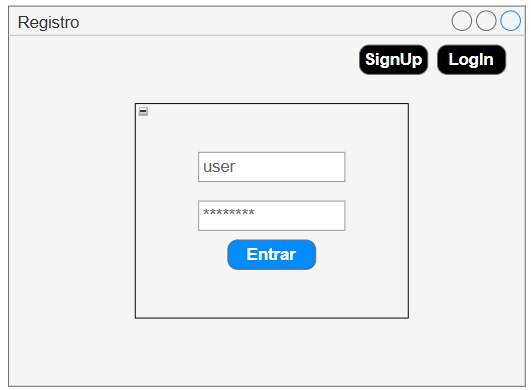 Registro
SignUp LogIn
user
********
Entrar